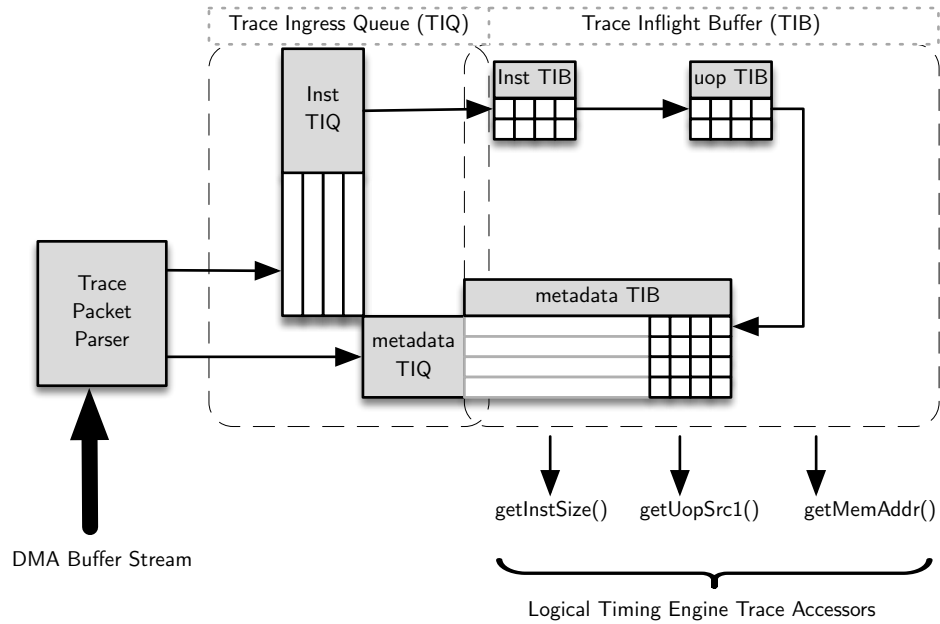 Trace Ingress Queue (TIQ)
Trace Inflight Buffer (TIB)
Inst
TIQ
Inst TIB
uop TIB
Trace
Packet
Parser
metadata TIB
metadata
TIQ
getInstSize()
getUopSrc1()
getMemAddr()
DMA Buffer Stream
Logical Timing Engine Trace Accessors